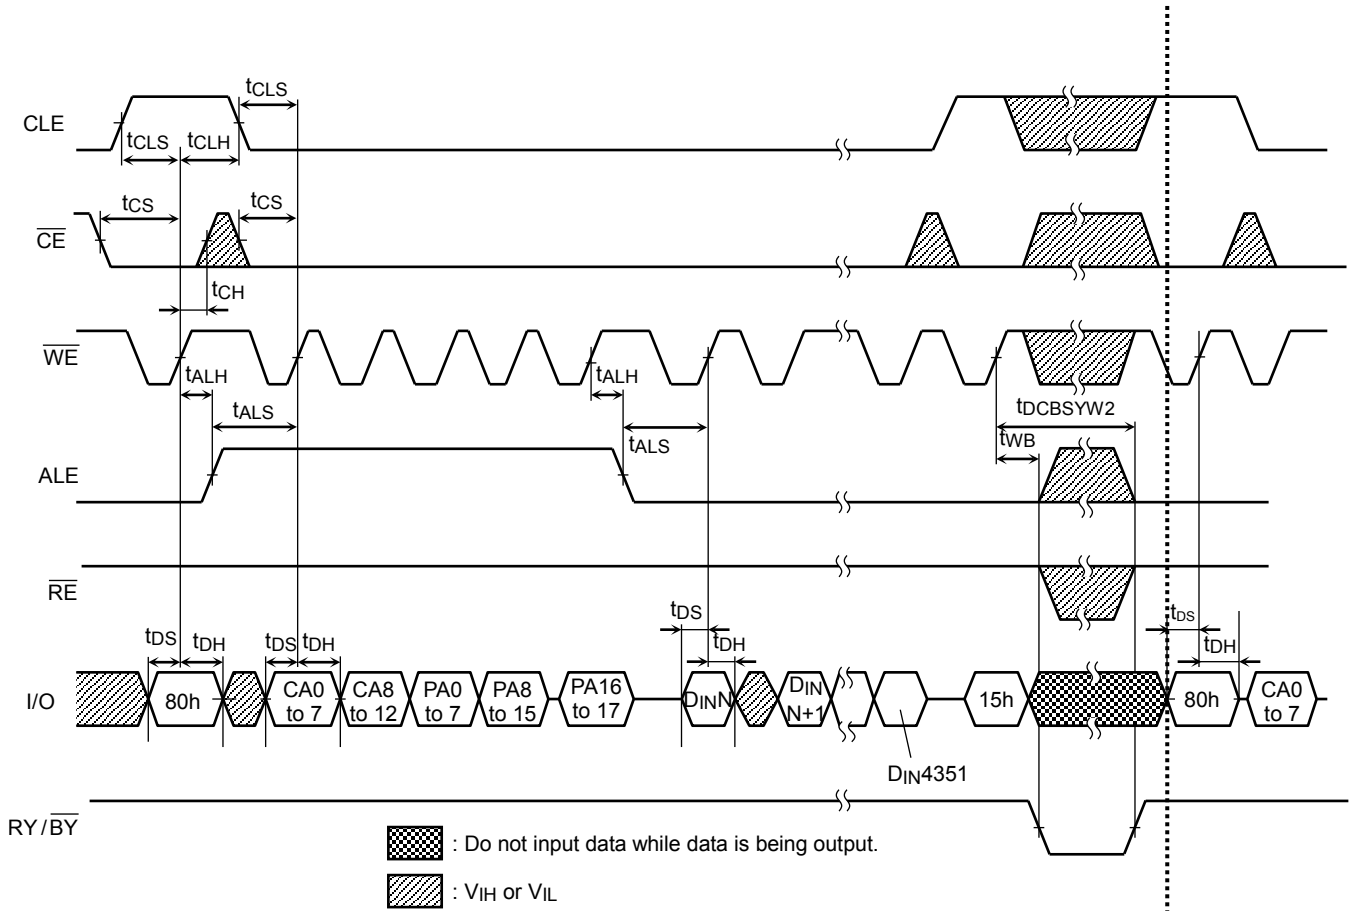 tCLS
CLE
tCLS tCLH
tCS tCS
CE
tCH
WE
tALH tALH
tDCBSYW2
tALS
tALS
tWB
ALE
RE
tDS
tDS tDH tDS tDH tDH
tDS
tDH
I/O
80h
CA0
to 7
CA8
to 12
PA0
to 7
PA8
to 15
PA16
to 17
DINN
DIN
N+1
15h
80h
CA0
to 7
DIN4351
RY/BY
: Do not input data while data is being output.
: VIH or VIL